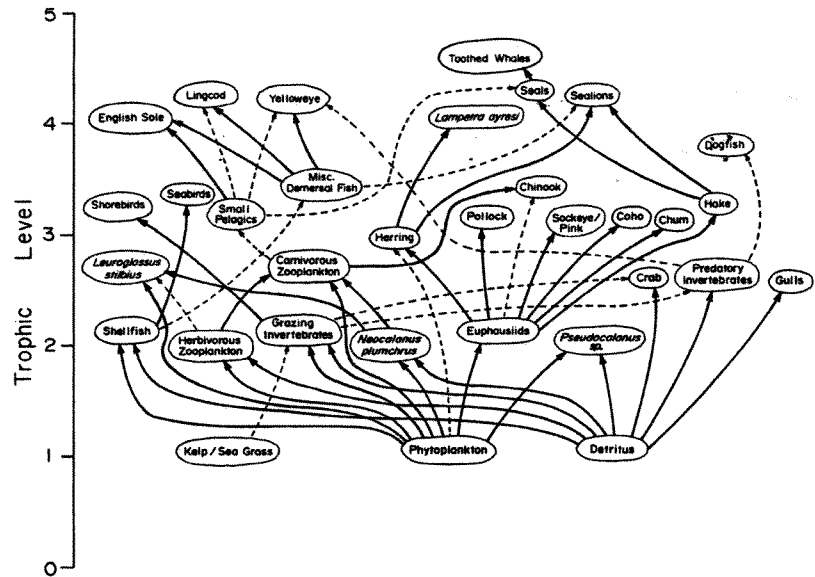 5
4
3
2
1
0
Trophic Level
Toothed Whales
Seals
Sealions
Lingcod
Yelloweye
English Sole
Lampetra ayresi
Dogfish
Misc.
Demersal Fish
Seabirds
Shorebirds
Small
Pelagics
Chinook
Pollock
Sockeye/
Pink
Coho
Chum
Hake
Herring
Leuroglossus
stilbius
Carnivorous
Zooplankton
Crab
Predatory
Invertebrates
Gulls
Shellfish
Herbivorous
Zooplankton
Grazing
Invertebrates
Neocalanus
plumchrus
Euphausiids
Pseudocalanus
sp.
Kelp/Sea Grass
Phytoplankton
Detritus